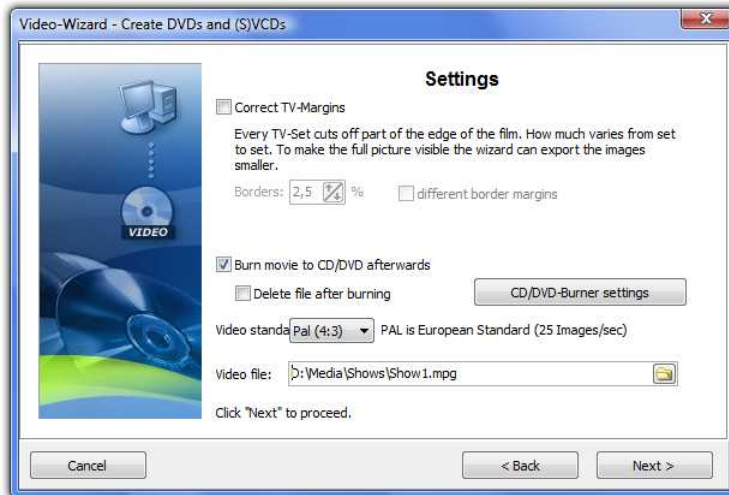 Video-Wizard - Create DVDs and (S)VCDs
Settings
Correct TV-Margins
Every TV-Set cuts off part of the edge of the film. How much varies from set
to set. To make the full picture visible the wizard can export the images
smaller.
Borders: 2,5 % different border margins
VIDEO
Burn movie to CD/DVD afterwards
Delete file after burning CD/DVD-Burner settings
Video standa Pal (4:3) PAL is European Standard (25 Images/sec)
Video file: D:\Media\Shows\Show1.mpg
Click "Next" to proceed.
Cancel < Back Next >